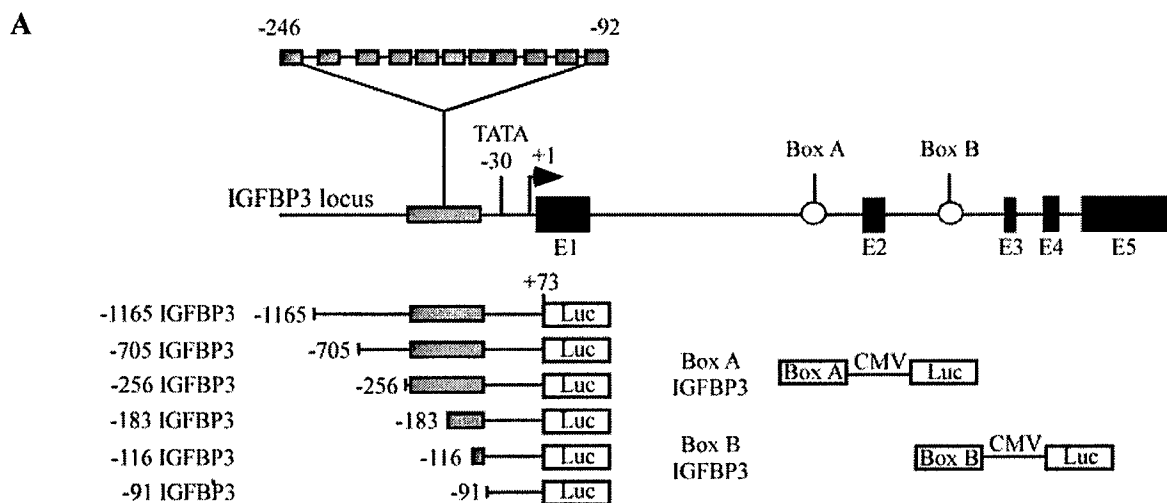 A
-246 -92
TATA
-30 +1
Box A Box B
IGFBP3 locus
E1 E2 E3 E4 E5
+73
-1165 IGFBP3 -1165 Luc
-705 IGFBP3 -705 Luc
-256 IGFBP3 -256 Luc
-183 IGFBP3 -183 Luc
-116 IGFBP3 -116 Luc
-91 IGFBP3 -91 Luc
Box A
IGFBP3
Box A CMV Luc
Box B
IGFBP3
Box B CMV Luc